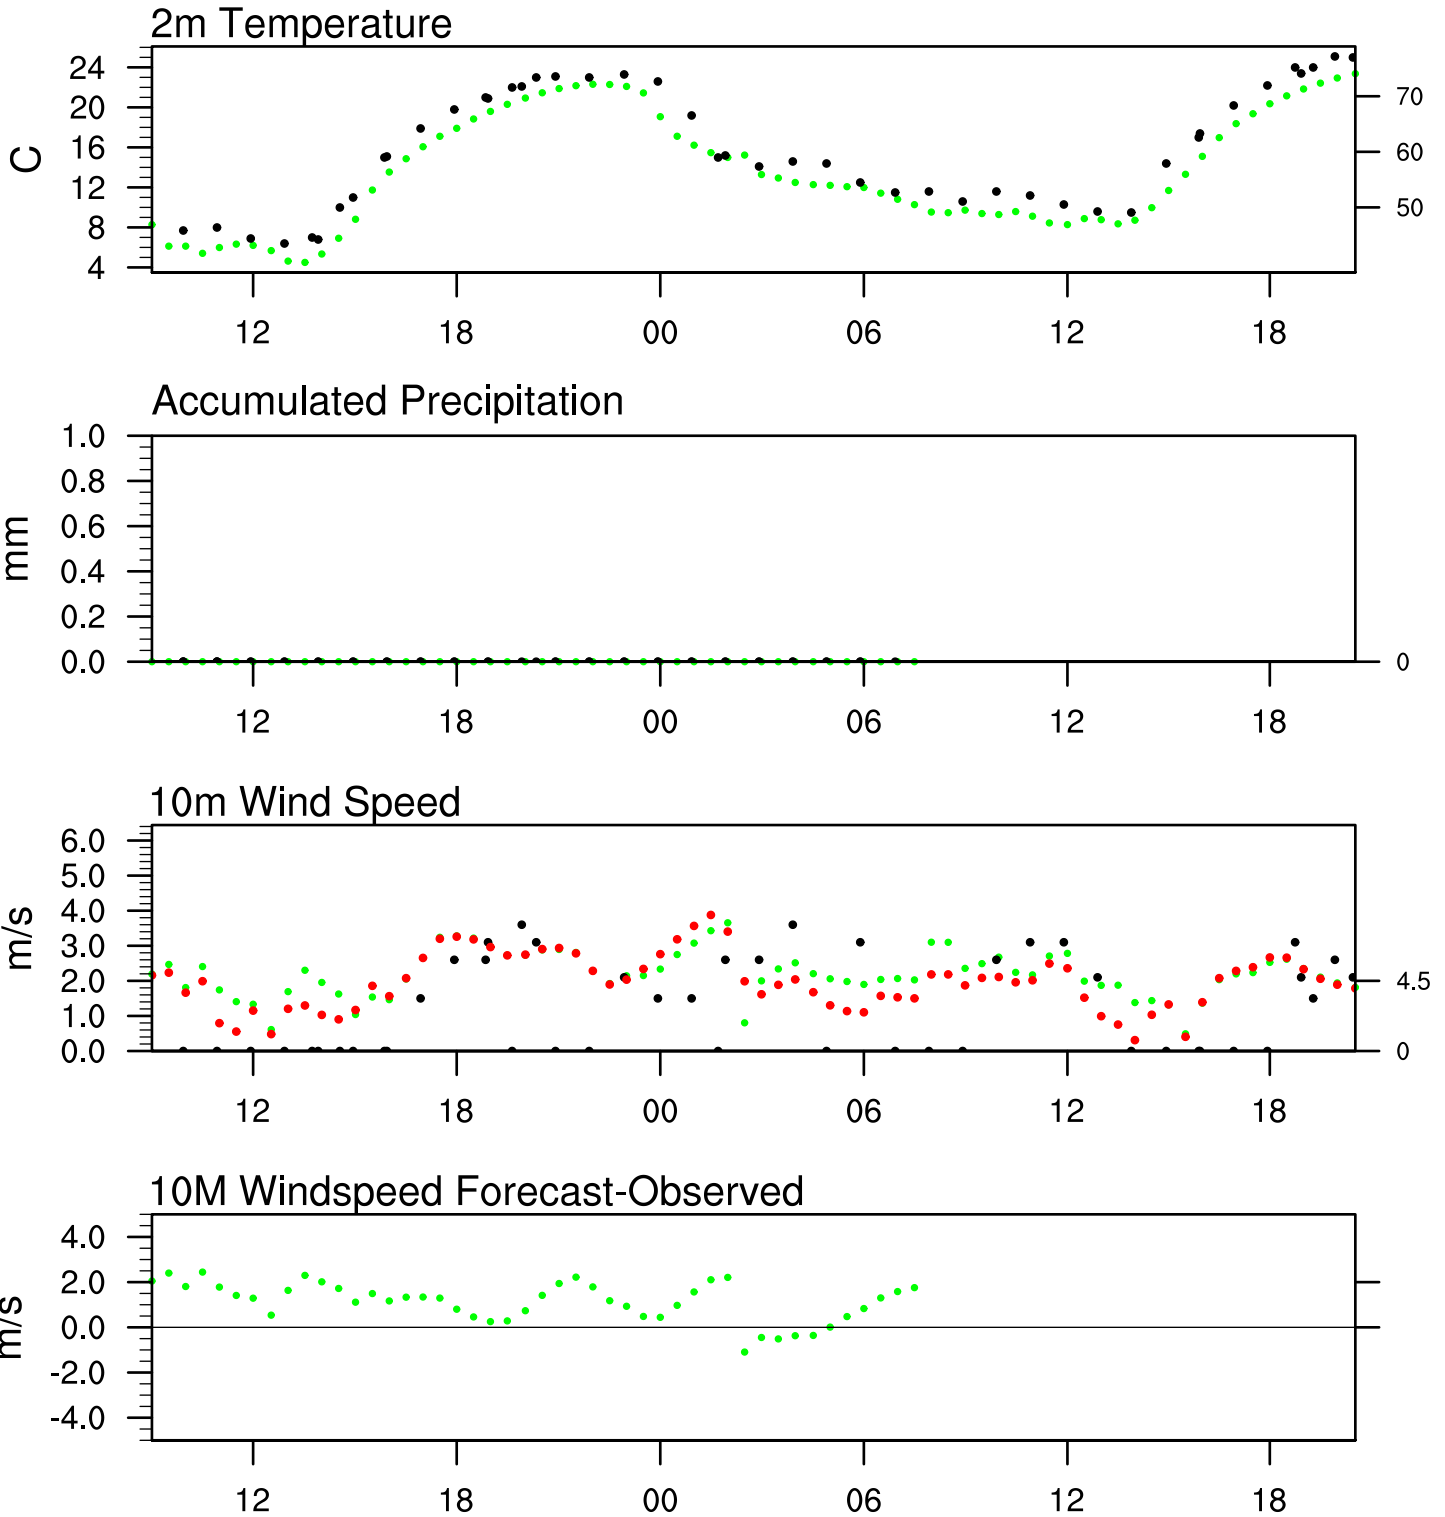 2m Temperature
24
20
16
12
8
4
C
70
60
50
12 18 00 06 12 18
Accumulated Precipitation
1.0
0.8
0.6
0.4
0.2
0.0
mm
0
12 18 00 06 12 18
10m Wind Speed
6.0
5.0
4.0
3.0
2.0
1.0
0.0
m/s
4.5
0
12 18 00 06 12 18
10M Windspeed Forecast-Observed
4.0
2.0
0.0
-2.0
-4.0
m/s
12 18 00 06 12 18